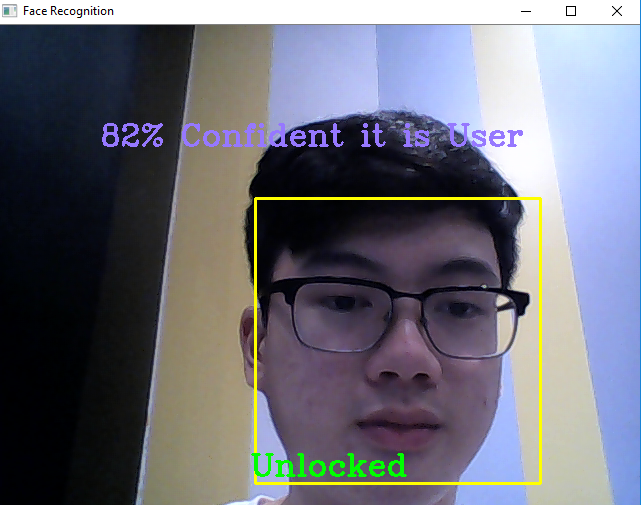 Face Recognition
82% Confident it is User
Unlocked